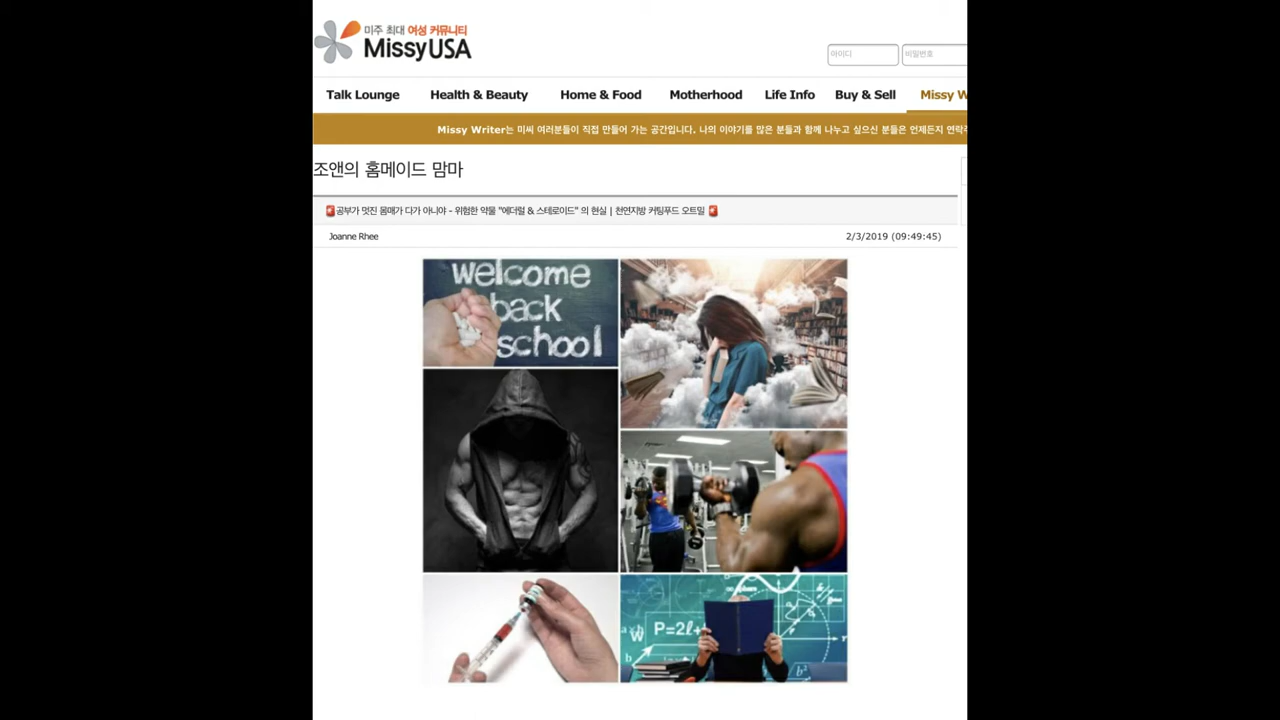 미주 최대 여성 커뮤니티
MissyUSA
아이디
비밀번호
Talk Lounge
Health & Beauty
Home & Food
Motherhood
Life Info
Buy & Sell
Missy W
Missy Writer는 미씨 여러분들이 직접 만들어 가는 공간입니다. 나의 이야기를 많은 분들과 함께 나누고 싶으신 분들은 언제든지 연락주
조앤의 홈메이드 맘마
🚨공부가 멋진 몸매가 다가 아니야 - 위험한 약물 "에더럴 & 스테로이드" 의 현실 | 천연지방 커팅푸드 오트밀 🚨
Joanne Rhee
2/3/2019 (09:49:45)
welcome
back
school
P=2ℓ+
b²